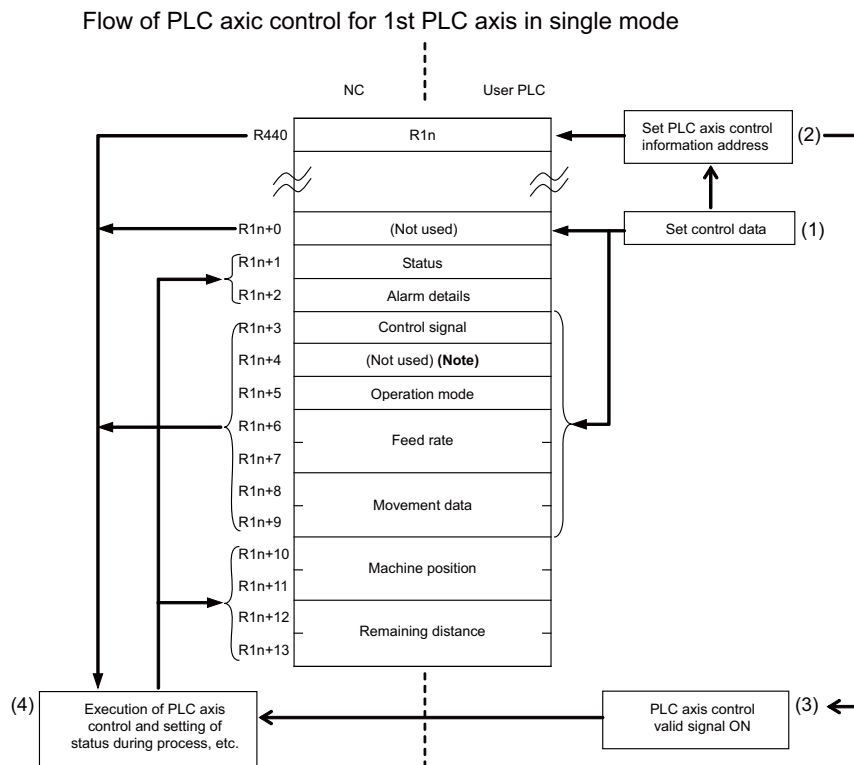 Flow of PLC axic control for 1st PLC axis in single mode
NC
User PLC
R440
R1n
Set PLC axis control
information address
(2)
R1n+0
(Not used)
Set control data
(1)
R1n+1
Status
R1n+2
Alarm details
R1n+3
Control signal
R1n+4
(Not used) (Note)
R1n+5
Operation mode
R1n+6
Feed rate
R1n+7
R1n+8
Movement data
R1n+9
R1n+10
Machine position
R1n+11
R1n+12
Remaining distance
R1n+13
(4)
Execution of PLC axis
control and setting of
status during process, etc.
PLC axis control
valid signal ON
(3)